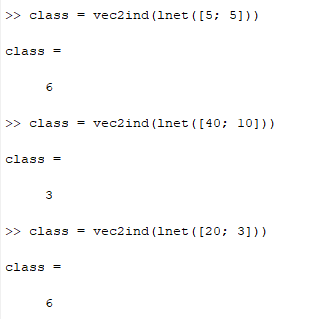 >> class = vec2ind(lnet([5; 5]))
class =
6
>> class = vec2ind(lnet([40; 10]))
class =
3
>> class = vec2ind(lnet([20; 3]))
class =
6